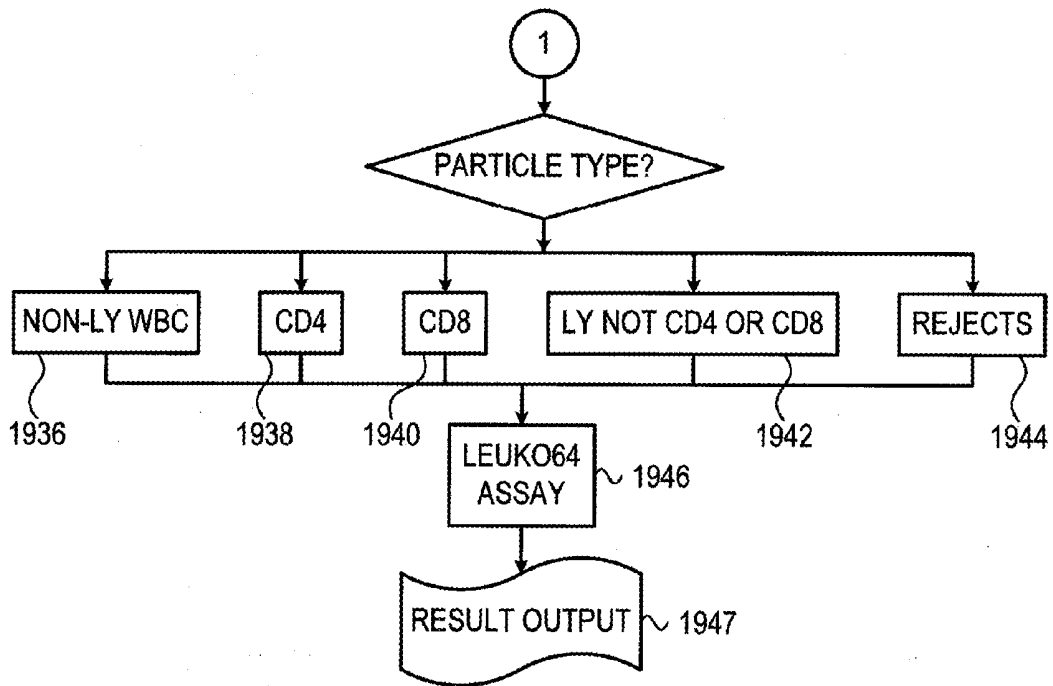 1
PARTICLE TYPE?
NON-LY WBC
CD4
CD8
LY NOT CD4 OR CD8
REJECTS
1936
1938
1940
1942
1944
LEUKO64
ASSAY
1946
RESULT OUTPUT
1947